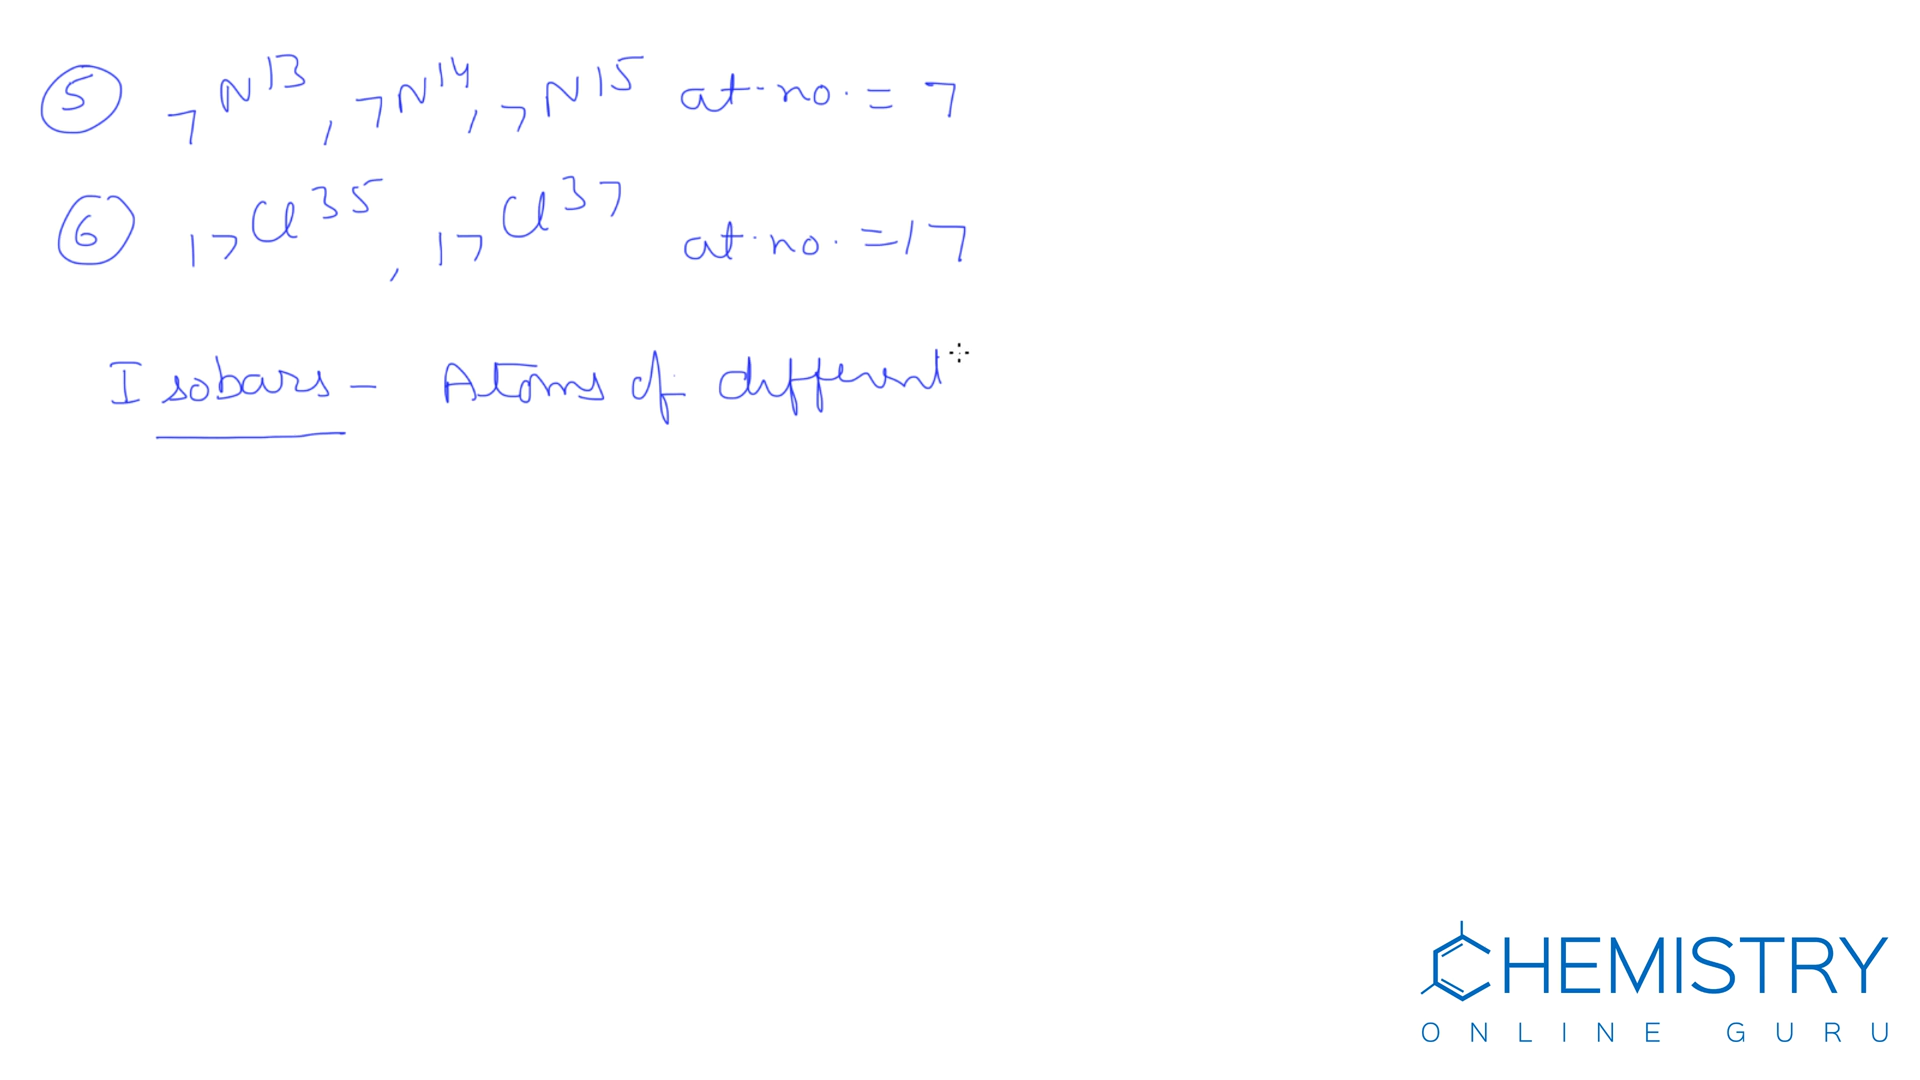 5 ₇N¹³, ₇N¹⁴, ₇N¹⁵ at. no. = 7
6 ₁₇Cl³⁵, ₁₇Cl³⁷ at. no. = 17
Isobars - Atoms of different
CHEMISTRY
ONLINE GURU